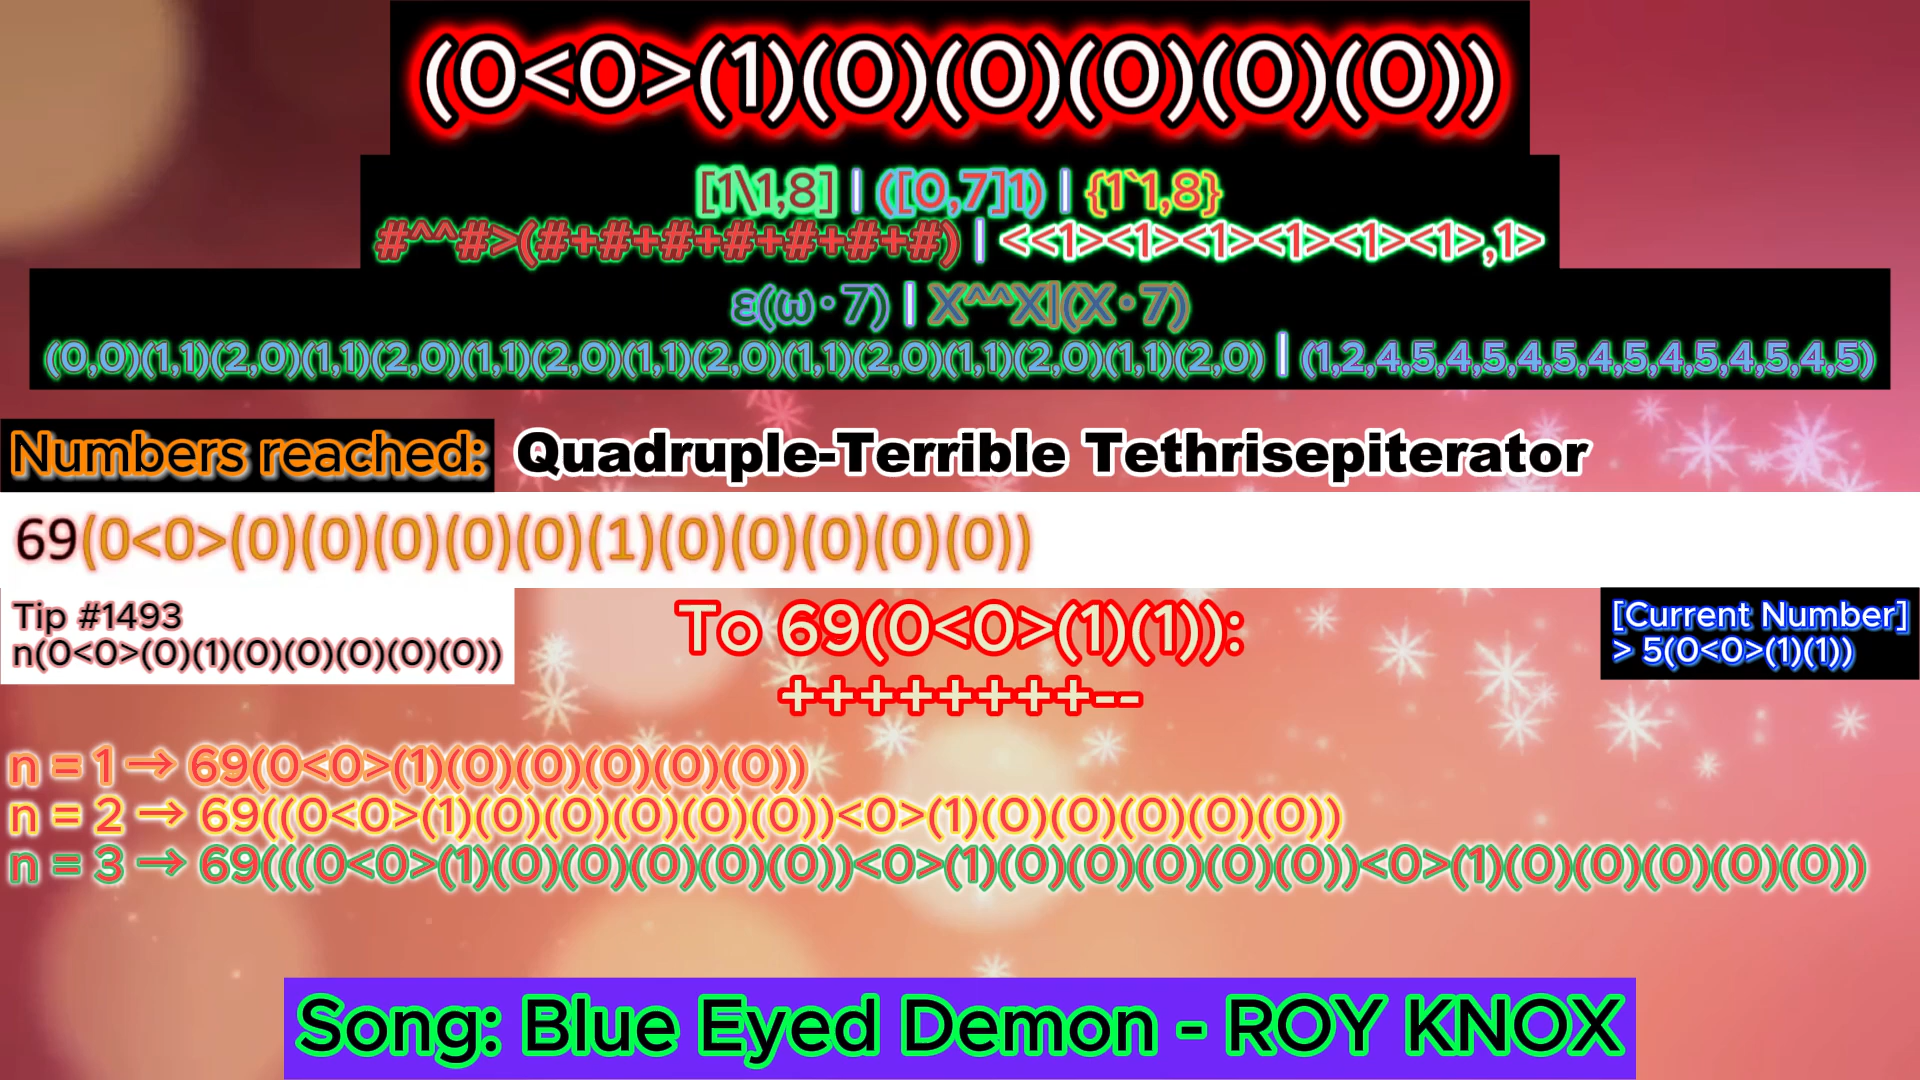 (0<0>(1)(0)(0)(0)(0)(0))
[1\1,8] | ([0,7]1) | {1`1,8}
#^^#>(#+#+#+#+#+#+#) | <<1><1><1><1><1><1>,1>
ε(ω·7) | X^^X|(X·7)
(0,0)(1,1)(2,0)(1,1)(2,0)(1,1)(2,0)(1,1)(2,0)(1,1)(2,0)(1,1)(2,0)(1,1)(2,0) | (1,2,4,5,4,5,4,5,4,5,4,5,4,5,4,5)
Numbers reached: Quadruple-Terrible Tethrisepiterator
69(0<0>(0)(0)(0)(0)(0)(1)(0)(0)(0)(0)(0))
Tip #1493
n(0<0>(0)(1)(0)(0)(0)(0)(0))
To 69(0<0>(1)(1)):
++++++++--
[Current Number]
> 5(0<0>(1)(1))
n = 1 → 69(0<0>(1)(0)(0)(0)(0)(0))
n = 2 → 69((0<0>(1)(0)(0)(0)(0)(0))<0>(1)(0)(0)(0)(0)(0))
n = 3 → 69(((0<0>(1)(0)(0)(0)(0)(0))<0>(1)(0)(0)(0)(0)(0))<0>(1)(0)(0)(0)(0)(0))
Song: Blue Eyed Demon - ROY KNOX